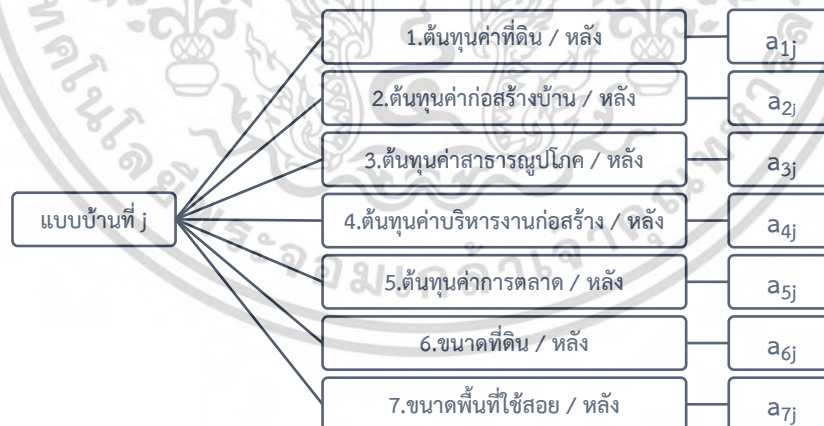 1.ต้นทุนค่าที่ดิน / หลัง a1j
2.ต้นทุนค่าก่อสร้างบ้าน / หลัง a2j
3.ต้นทุนค่าสาธารณูปโภค / หลัง a3j
แบบบ้านที่ j
4.ต้นทุนค่าบริหารงานก่อสร้าง / หลัง a4j
5.ต้นทุนค่าการตลาด / หลัง a5j
6.ขนาดที่ดิน / หลัง a6j
7.ขนาดพื้นที่ใช้สอย / หลัง a7j